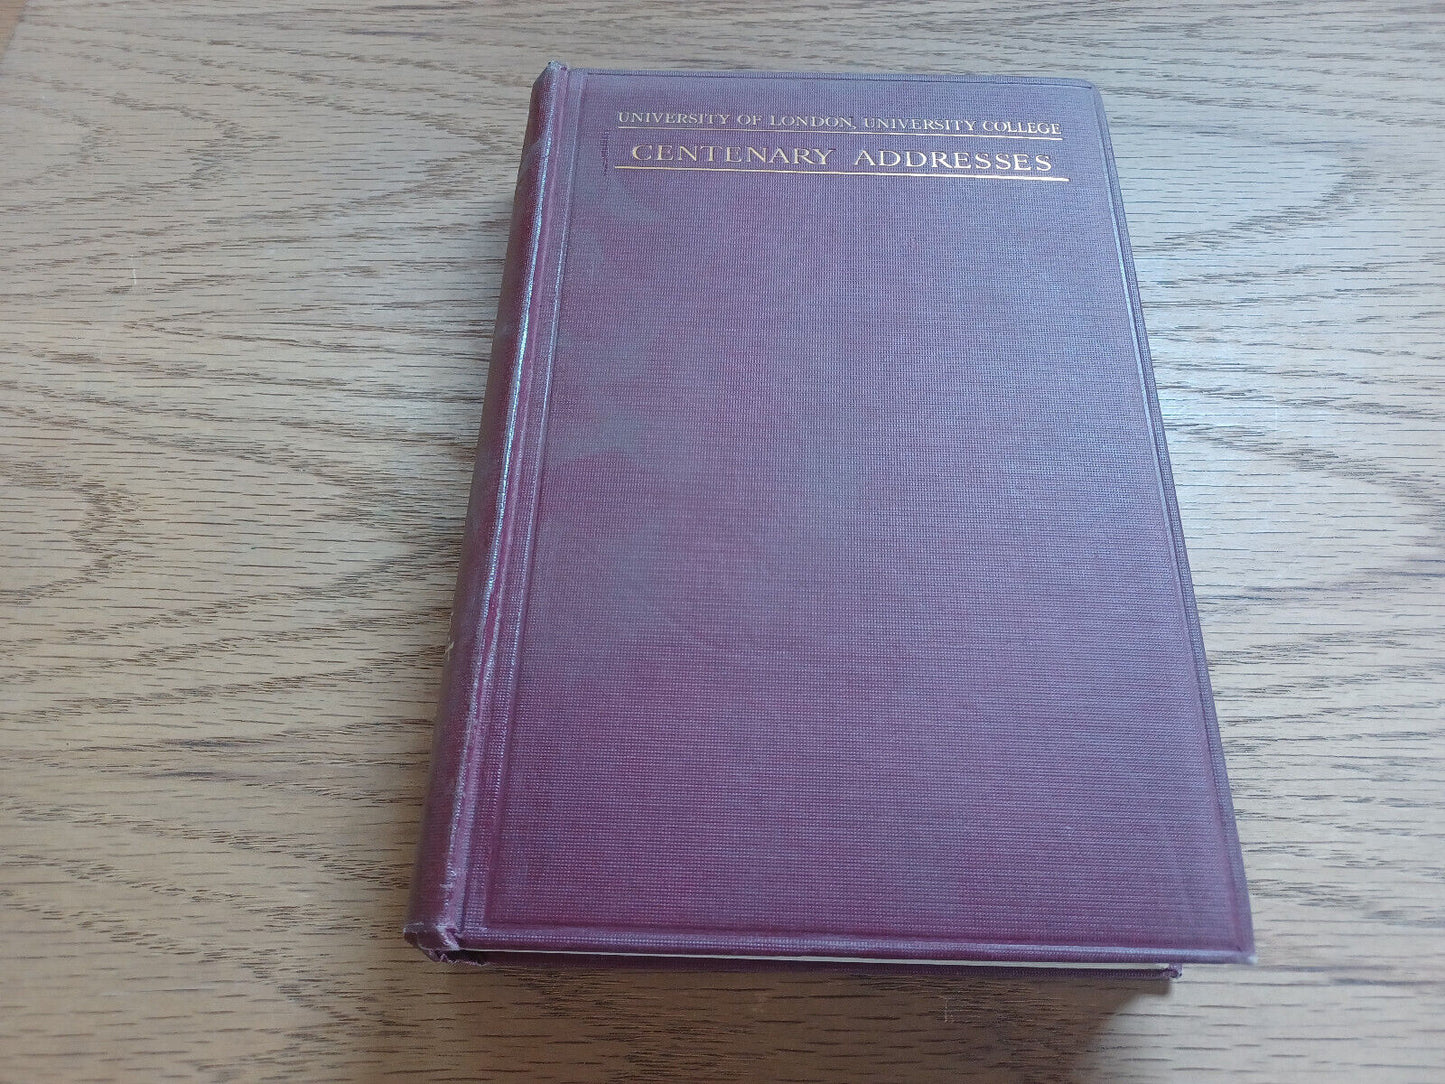 UNIVERSITY OF LONDON, UNIVERSITY COLLEGE
CENTENARY ADDRESSES